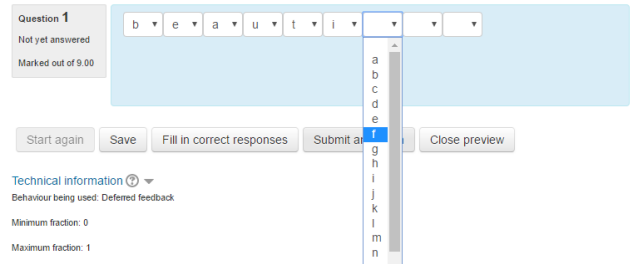 Question 1
Not yet answered
Marked out of 9.00
b e a u t i
a
b
c
d
e
f
g
h
i
j
k
l
m
n
Start again Save Fill in correct responses Submit an Close preview
Technical information
Behaviour being used: Deferred feedback
Minimum fraction: 0
Maximum fraction: 1